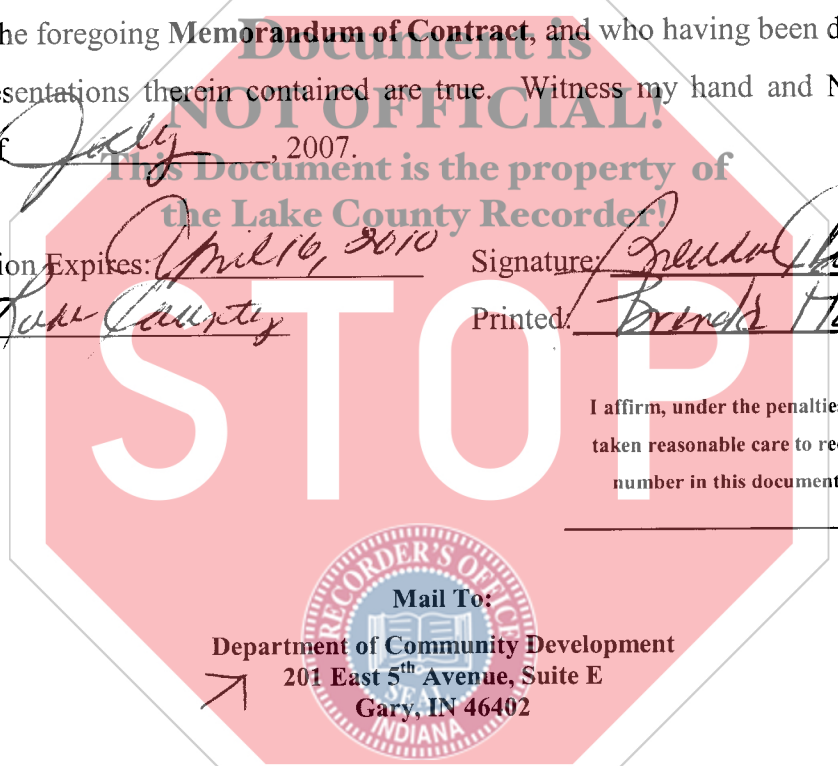 Document is
he foregoing Memorandum of Contract, and who having been d
NOT OFFICIAL!
esentations therein contained are true. Witness my hand and N
f July, 2007.
This Document is the property of
the Lake County Recorder!
ion Expires: April 16, 2010
Signature: Brenda
Lake County
Printed: Brenda
STOP
I affirm, under the penaltie
taken reasonable care to re
number in this document
RECORDER'S OFFICE
Mail To:
Department of Community Development
201 East 5th Avenue, Suite E
Gary, IN 46402
SEAL
INDIANA